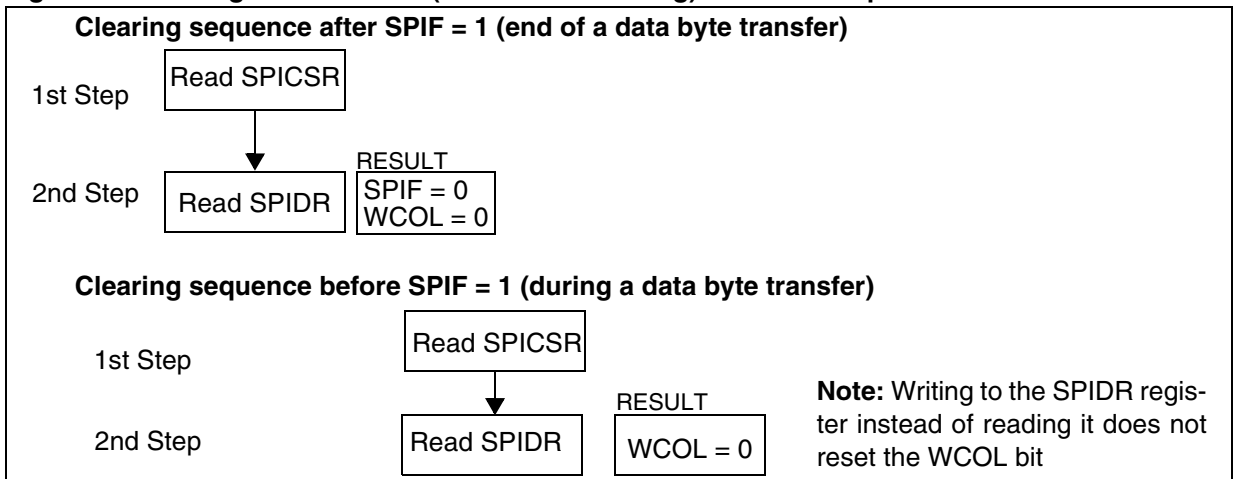 Clearing sequence after SPIF = 1 (end of a data byte transfer)
1st Step
Read SPICSR
2nd Step
Read SPIDR
RESULT
SPIF = 0
WCOL = 0
Clearing sequence before SPIF = 1 (during a data byte transfer)
1st Step
Read SPICSR
2nd Step
Read SPIDR
RESULT
WCOL = 0
Note: Writing to the SPIDR regis-
ter instead of reading it does not
reset the WCOL bit